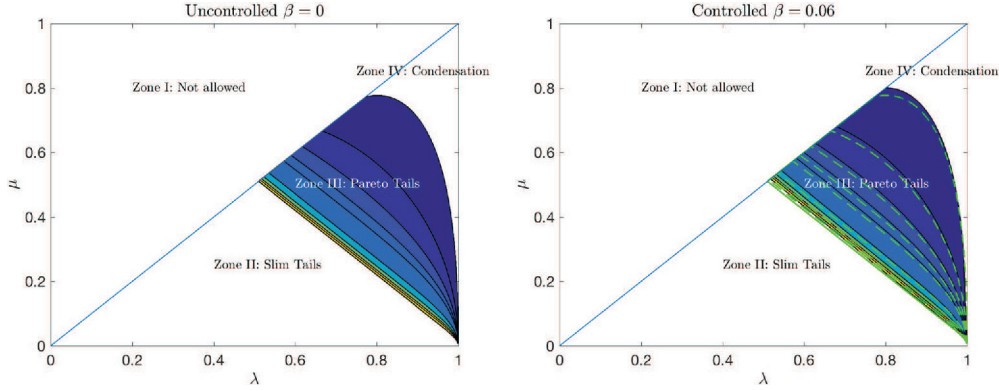 Uncontrolled β = 0
1
0.8
0.6
0.4
0.2
0
μ
Zone I: Not allowed
Zone IV: Condensation
Zone III: Pareto Tails
Zone II: Slim Tails
0 0.2 0.4 0.6 0.8 1
λ
Controlled β = 0.06
1
0.8
0.6
0.4
0.2
0
μ
Zone I: Not allowed
Zone IV: Condensation
Zone III: Pareto Tails
Zone II: Slim Tails
0 0.2 0.4 0.6 0.8 1
λ